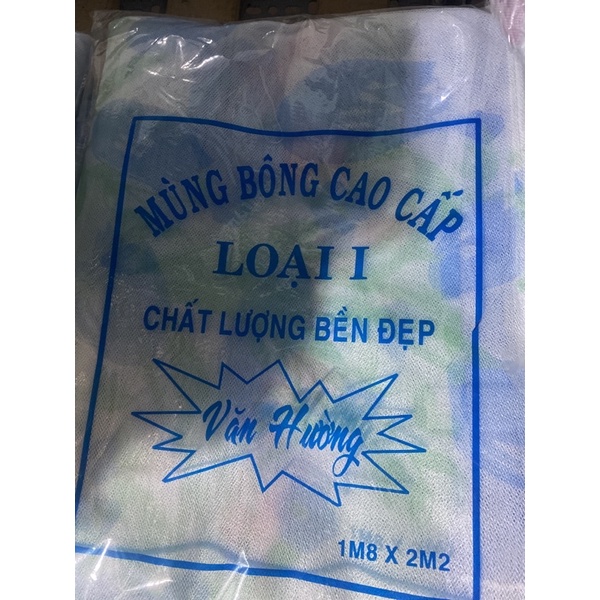 MÙNG BÔNG CAO CẤP
LOẠI I
CHẤT LƯỢNG BỀN ĐẸP
Văn Hường
1M8 X 2M2